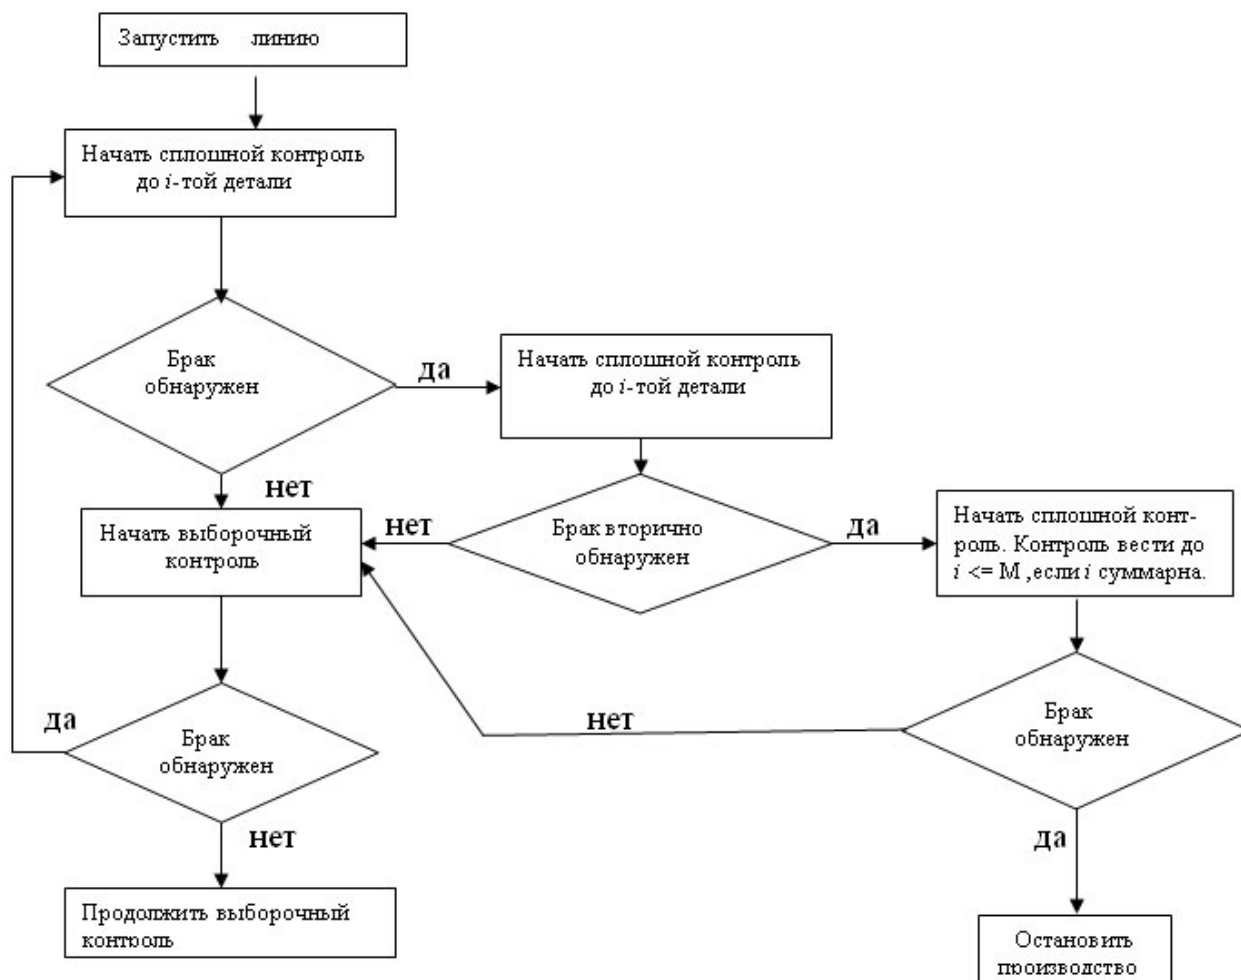 Запустить линию
Начать сплошной контроль
до i-той детали
Брак
обнаружен
да
Начать сплошной контроль
до i-той детали
нет
Начать выборочный
контроль
нет
Брак вторично
обнаружен
да
Начать сплошной конт-
роль. Контроль вести до
i <= M ,если i суммарна.
да
Брак
обнаружен
нет
Брак
обнаружен
нет
да
Продолжить выборочный
контроль
Остановить
производство